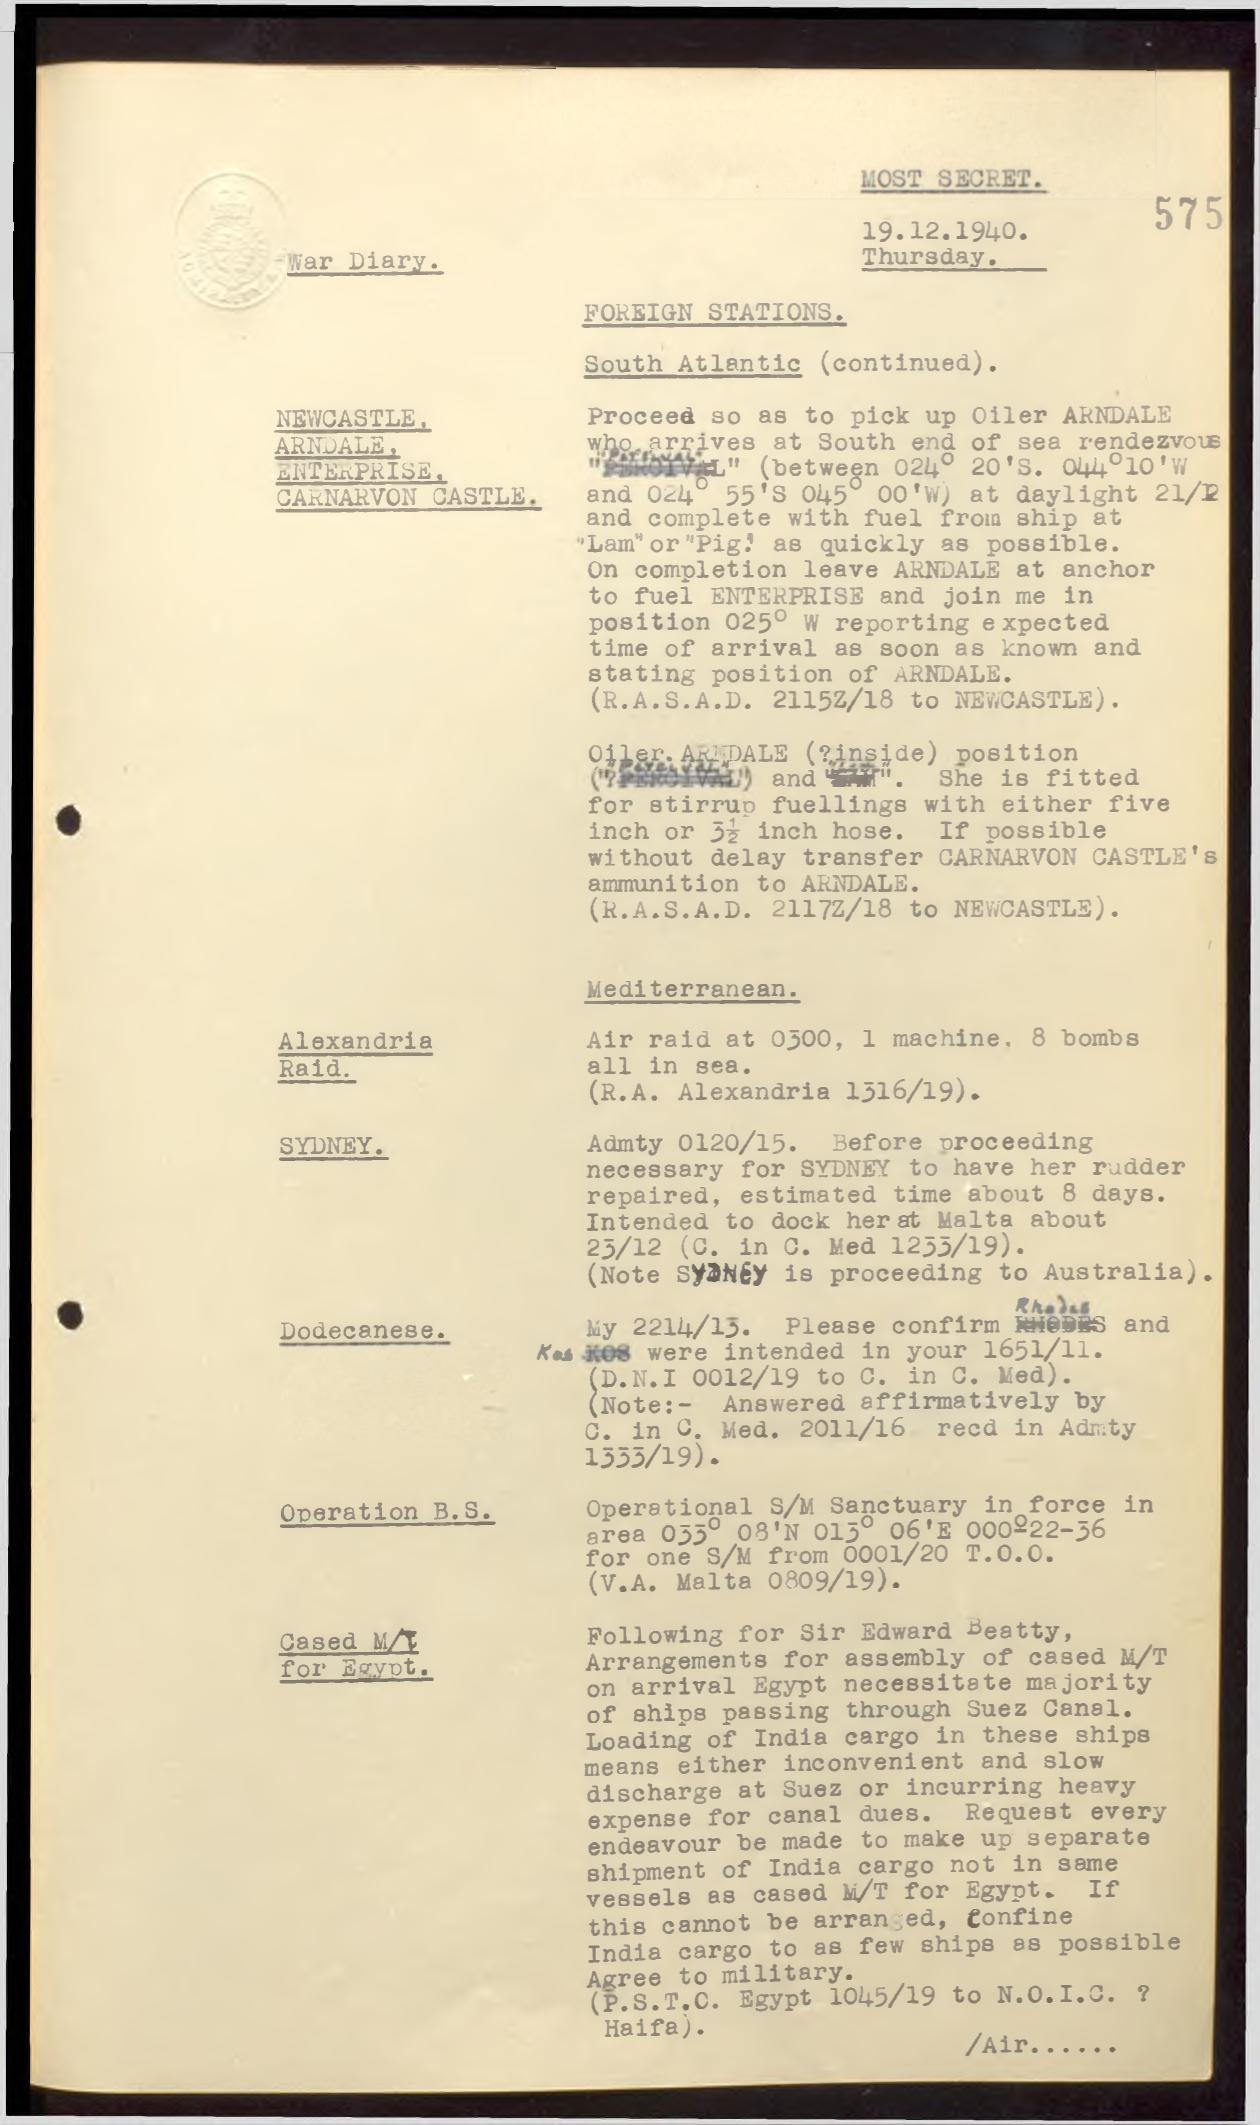 MOST SECRET.
575
19.12.1940.
Thursday.
War Diary.
FOREIGN STATIONS.
South Atlantic (continued).
NEWCASTLE,
ARNDALE,
ENTERPRISE,
CARNARVON CASTLE.
Proceed so as to pick up Oiler ARNDALE
who arrives at South end of sea rendezvous
"Percival"
"PERCIVAL" (between 024° 20'S. 044°10'W
and 024° 55'S 045° 00'W) at daylight 21/12
and complete with fuel from ship at
"Lam" or "Pig" as quickly as possible.
On completion leave ARNDALE at anchor
to fuel ENTERPRISE and join me in
position 025° W reporting expected
time of arrival as soon as known and
stating position of ARNDALE.
(R.A.S.A.D. 2115Z/18 to NEWCASTLE).
Oiler. ARNDALE (?inside) position
"Percival"
("?PERCIVAL") and "". She is fitted
for stirrup fuellings with either five
inch or 3½ inch hose. If possible
without delay transfer CARNARVON CASTLE's
ammunition to ARNDALE.
(R.A.S.A.D. 2117Z/18 to NEWCASTLE).
Mediterranean.
Alexandria
Raid.
Air raid at 0300, 1 machine, 8 bombs
all in sea.
(R.A. Alexandria 1316/19).
SYDNEY.
Admty 0120/15. Before proceeding
necessary for SYDNEY to have her rudder
repaired, estimated time about 8 days.
Intended to dock her at Malta about
23/12 (C. in C. Med 1233/19).
(Note SYDNEY is proceeding to Australia).
Dodecanese.
Rhodes
My 2214/13. Please confirm RHODES and
Kos KOS were intended in your 1651/11.
(D.N.I 0012/19 to C. in C. Med).
(Note:- Answered affirmatively by
C. in C. Med. 2011/16 recd in Admty
1333/19).
Operation B.S.
Operational S/M Sanctuary in force in
area 033° 08'N 013° 06'E 000°22-36
for one S/M from 0001/20 T.O.O.
(V.A. Malta 0809/19).
Cased M/T
for Egypt.
Following for Sir Edward Beatty,
Arrangements for assembly of cased M/T
on arrival Egypt necessitate majority
of ships passing through Suez Canal.
Loading of India cargo in these ships
means either inconvenient and slow
discharge at Suez or incurring heavy
expense for canal dues. Request every
endeavour be made to make up separate
shipment of India cargo not in same
vessels as cased M/T for Egypt. If
this cannot be arranged, Confine
India cargo to as few ships as possible
Agree to military.
(P.S.T.O. Egypt 1045/19 to N.O.I.C. ?
Haifa).
/Air......